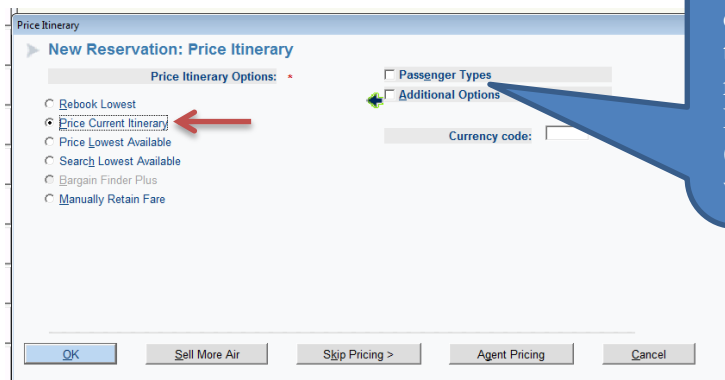 Price Itinerary
New Reservation: Price Itinerary
Price Itinerary Options: *
Rebook Lowest
Price Current Itinerary
Price Lowest Available
Search Lowest Available
Bargain Finder Plus
Manually Retain Fare
Passenger Types
Additional Options
Currency code:
OK
Sell More Air
Skip Pricing >
Agent Pricing
Cancel